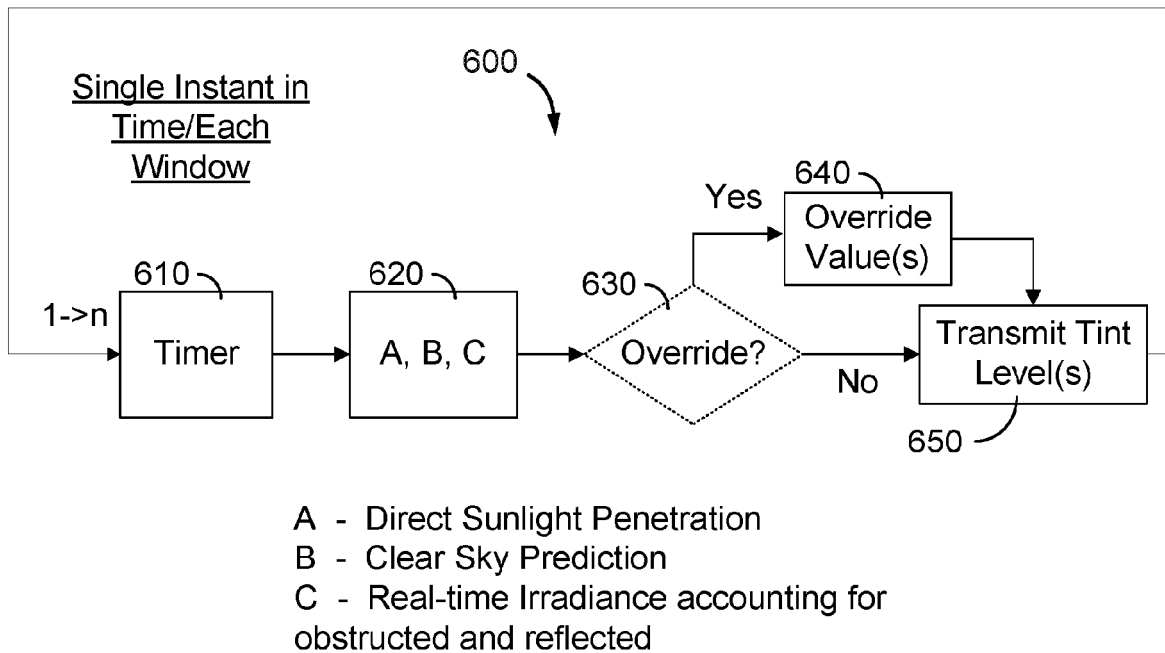 600
Single Instant in
Time/Each
Window
640
Yes
Override
Value(s)
610
620
630
1->n
Timer
A, B, C
Override?
No
Transmit Tint
Level(s)
650
A - Direct Sunlight Penetration
B - Clear Sky Prediction
C - Real-time Irradiance accounting for
obstructed and reflected